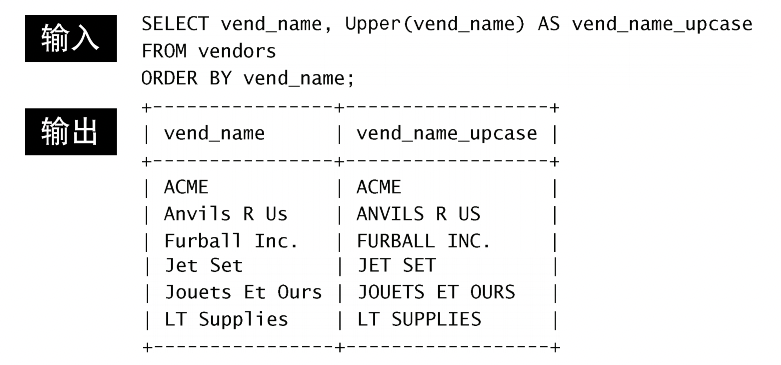 输入
SELECT vend_name, Upper(vend_name) AS vend_name_upcase
FROM vendors
ORDER BY vend_name;
输出
+----------------+------------------+
| vend_name      | vend_name_upcase |
+----------------+------------------+
| ACME           | ACME             |
| Anvils R Us    | ANVILS R US      |
| Furball Inc.   | FURBALL INC.     |
| Jet Set        | JET SET          |
| Jouets Et Ours | JOUETS ET OURS   |
| LT Supplies    | LT SUPPLIES      |
+----------------+------------------+